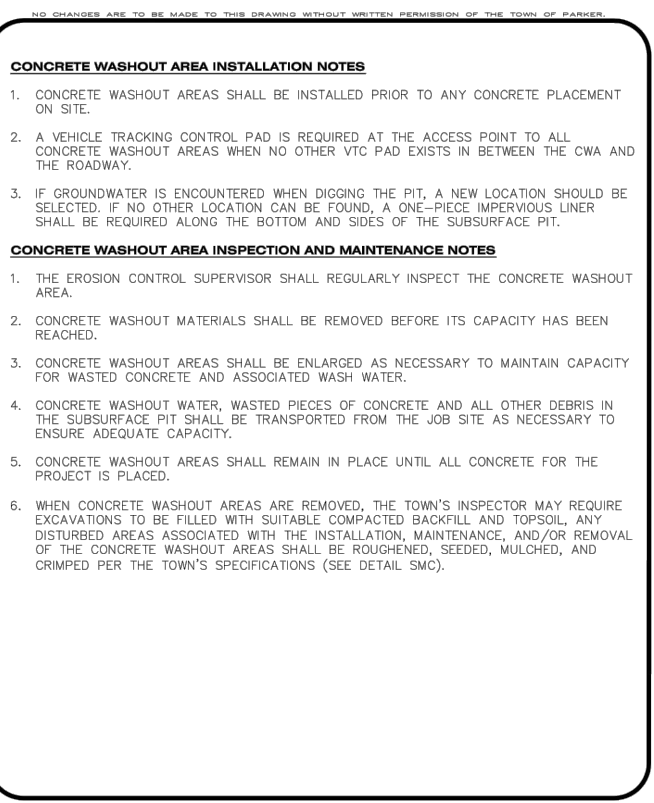 NO CHANGES ARE TO BE MADE TO THIS DRAWING WITHOUT WRITTEN PERMISSION OF THE TOWN OF PARKER.
CONCRETE WASHOUT AREA INSTALLATION NOTES
1. CONCRETE WASHOUT AREAS SHALL BE INSTALLED PRIOR TO ANY CONCRETE PLACEMENT
ON SITE.
2. A VEHICLE TRACKING CONTROL PAD IS REQUIRED AT THE ACCESS POINT TO ALL
CONCRETE WASHOUT AREAS WHEN NO OTHER VTC PAD EXISTS IN BETWEEN THE CWA AND
THE ROADWAY.
3. IF GROUNDWATER IS ENCOUNTERED WHEN DIGGING THE PIT, A NEW LOCATION SHOULD BE
SELECTED. IF NO OTHER LOCATION CAN BE FOUND, A ONE-PIECE IMPERVIOUS LINER
SHALL BE REQUIRED ALONG THE BOTTOM AND SIDES OF THE SUBSURFACE PIT.
CONCRETE WASHOUT AREA INSPECTION AND MAINTENANCE NOTES
1. THE EROSION CONTROL SUPERVISOR SHALL REGULARLY INSPECT THE CONCRETE WASHOUT
AREA.
2. CONCRETE WASHOUT MATERIALS SHALL BE REMOVED BEFORE ITS CAPACITY HAS BEEN
REACHED.
3. CONCRETE WASHOUT AREAS SHALL BE ENLARGED AS NECESSARY TO MAINTAIN CAPACITY
FOR WASTED CONCRETE AND ASSOCIATED WASH WATER.
4. CONCRETE WASHOUT WATER, WASTED PIECES OF CONCRETE AND ALL OTHER DEBRIS IN
THE SUBSURFACE PIT SHALL BE TRANSPORTED FROM THE JOB SITE AS NECESSARY TO
ENSURE ADEQUATE CAPACITY.
5. CONCRETE WASHOUT AREAS SHALL REMAIN IN PLACE UNTIL ALL CONCRETE FOR THE
PROJECT IS PLACED.
6. WHEN CONCRETE WASHOUT AREAS ARE REMOVED, THE TOWN'S INSPECTOR MAY REQUIRE
EXCAVATIONS TO BE FILLED WITH SUITABLE COMPACTED BACKFILL AND TOPSOIL, ANY
DISTURBED AREAS ASSOCIATED WITH THE INSTALLATION, MAINTENANCE, AND/OR REMOVAL
OF THE CONCRETE WASHOUT AREAS SHALL BE ROUGHENED, SEEDED, MULCHED, AND
CRIMPED PER THE TOWN'S SPECIFICATIONS (SEE DETAIL SMC).